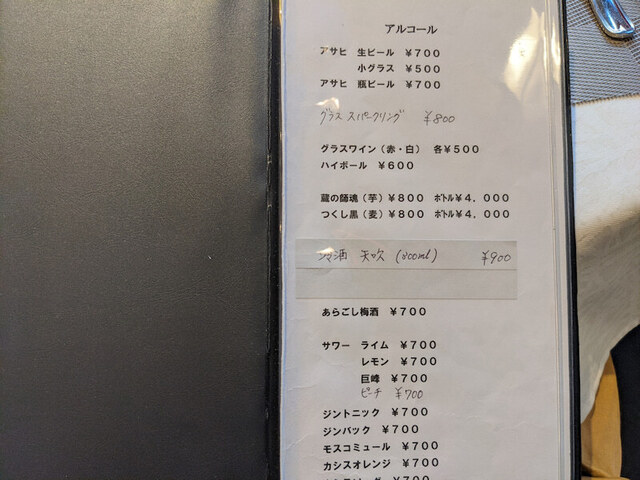 アルコール
アサヒ 生ビール ¥700
小グラス ¥500
アサヒ 瓶ビール ¥700
グラス スパークリング ¥800
グラスワイン（赤・白） 各¥500
ハイボール ¥600
蔵の師魂（芋）¥800 ボトル¥4，000
つくし黒（麦）¥800 ボトル¥4，000
酒 天吹 (300ml) ¥900
あらごし梅酒 ¥700
サワー ライム ¥700
レモン ¥700
巨峰 ¥700
ピーチ ¥700
ジントニック ¥700
ジンバック ¥700
モスコミュール ¥700
カシスオレンジ ¥700